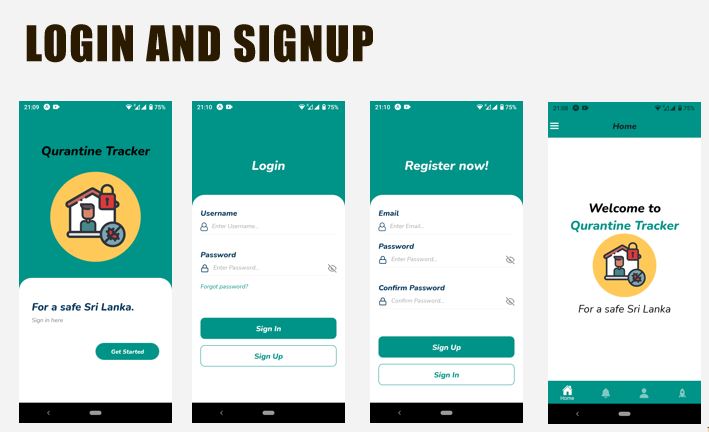 LOGIN AND SIGNUP
21:09
75%
Qurantine Tracker
For a safe Sri Lanka.
Sign in here
Get Started
21:10
75%
Login
Username
Enter Username...
Password
Enter Password...
Forgot password?
Sign In
Sign Up
21:10
75%
Register now!
Email
Enter Email...
Password
Enter Password...
Confirm Password
Confirm Password...
Sign Up
Sign In
75%
Home
Welcome to
Qurantine Tracker
For a safe Sri Lanka
Home